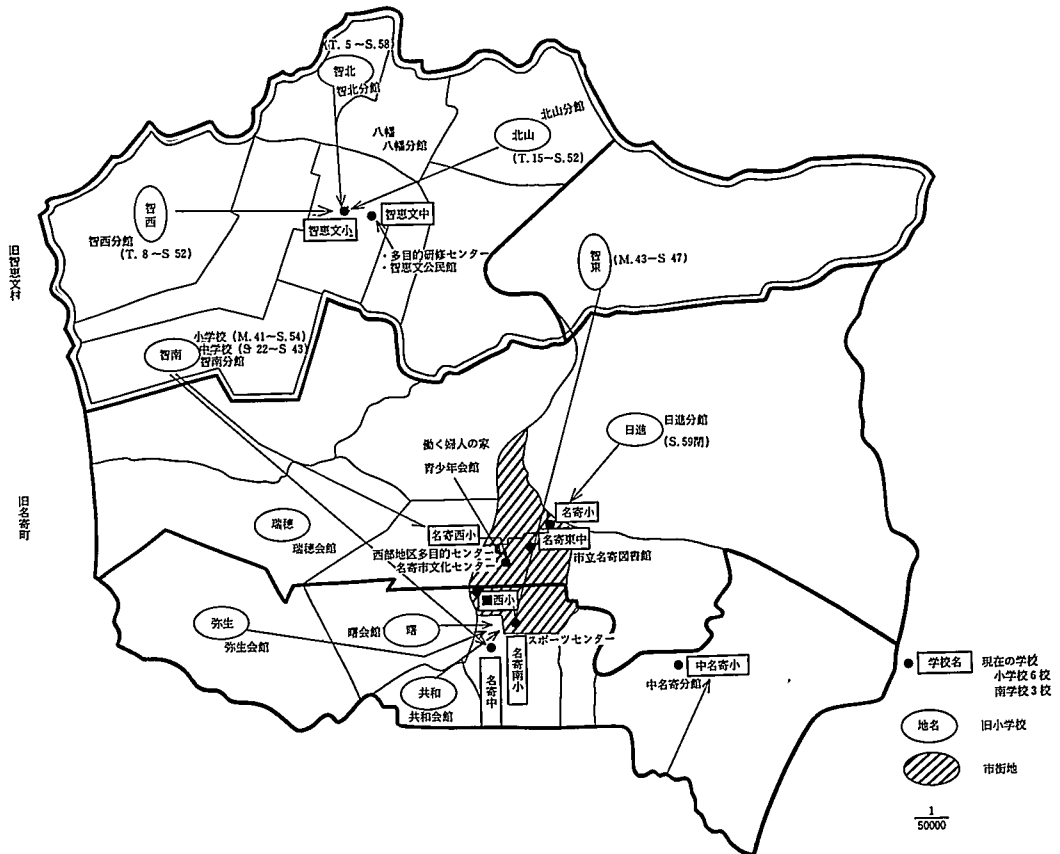 (T. 5～S.58)
智北
智北分館
八幡
八幡分館
北山分館
北山
(T.15～S.52)
智西
智西分館
(T. 8～S 52)
智恵文小
智恵文中
・多目的研修センター
・智恵文公民館
智東
(M.43～S 47)
旧智恵文村
小学校 (M.41～S.54)
中学校 (S 22～S 43)
智南
智南分館
日進
日進分館
(S.59閉)
働く婦人の家
青少年会館
旧名寄町
瑞穂
瑞穂会館
名寄西小
名寄小
名寄東中
西部地区多目的センター
名寄市文化センター
市立名寄図書館
西小
弥生
弥生会館
曙会館
曙
スポーツセンター
名寄南小
名寄中
共和
共和会館
中名寄小
中名寄分館
学校名
現在の学校
小学校6校
南学校3校
地名
旧小学校
市街地
1
50000